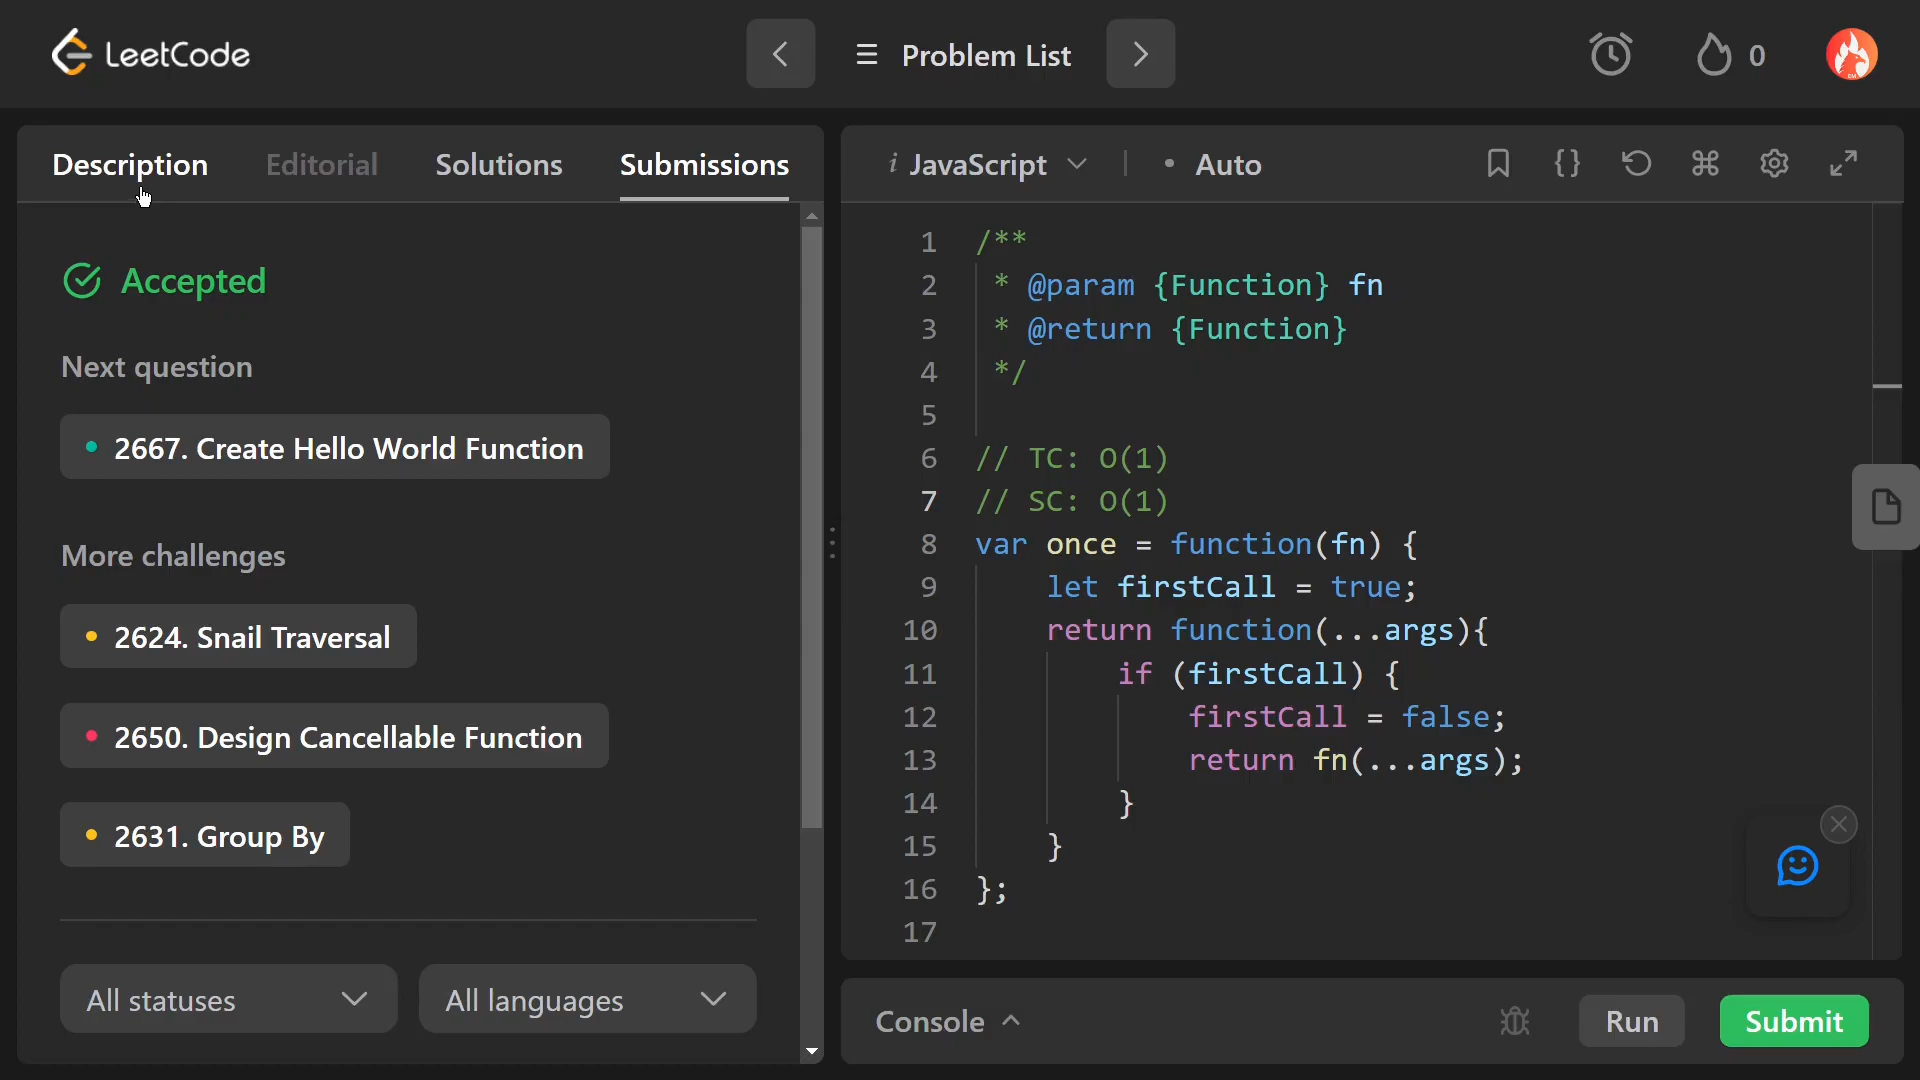 LeetCode
Problem List
0
Description Editorial Solutions Submissions
Accepted
Next question
2667. Create Hello World Function
More challenges
2624. Snail Traversal
2650. Design Cancellable Function
2631. Group By
All statuses All languages
i JavaScript | • Auto
{}
1 /**
2  * @param {Function} fn
3  * @return {Function}
4  */
5
6 // TC: O(1)
7 // SC: O(1)
8 var once = function(fn) {
9     let firstCall = true;
10     return function(...args){
11         if (firstCall) {
12             firstCall = false;
13             return fn(...args);
14         }
15     }
16 };
17
Console Run Submit